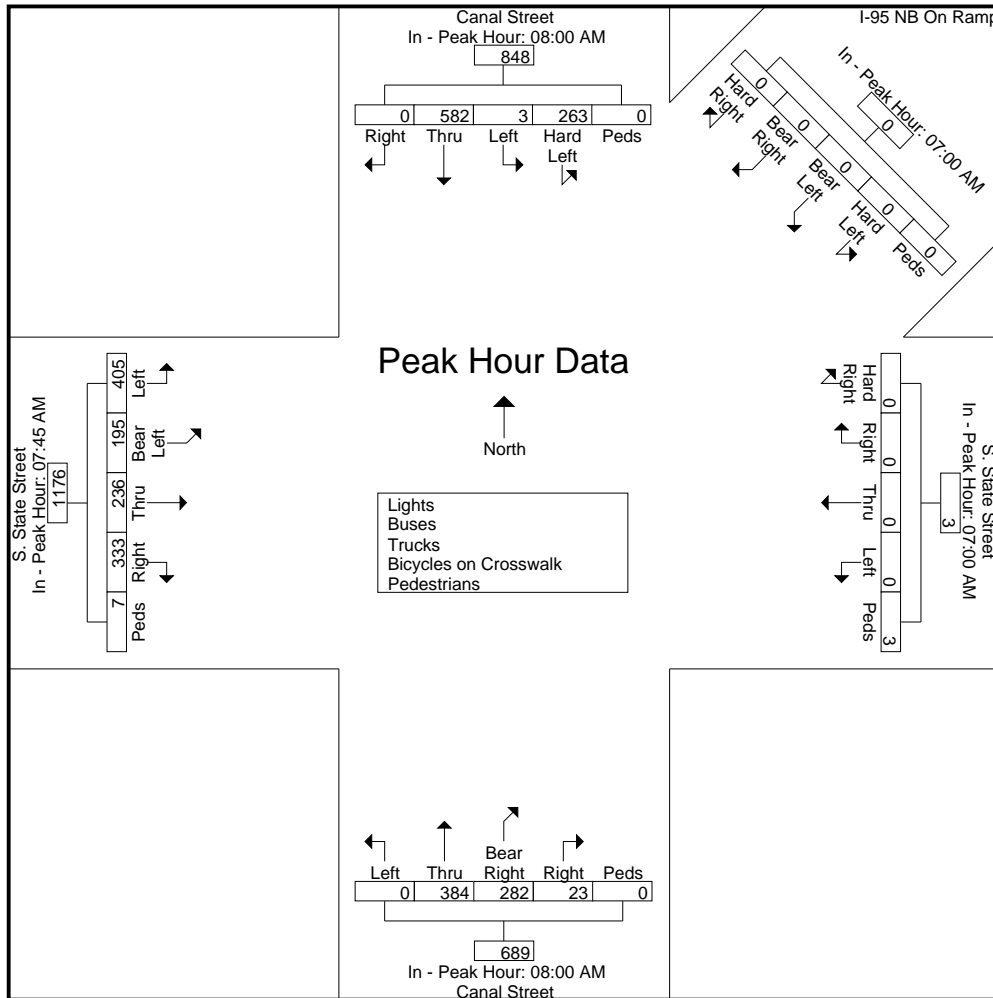 Canal Street
In - Peak Hour: 08:00 AM
848
0 582 3 263 0
Right Thru Left Hard Left Peds
I-95 NB On Ramp
In - Peak Hour: 07:00 AM
0
0 0 0 0 0
Hard Right
Bear Right
Bear Left
Hard Left
Peds
S. State Street
In - Peak Hour: 07:45 AM
1176
405 195 236 333 7
Left
Bear Left
Thru
Right
Peds
Peak Hour Data
North
Lights
Buses
Trucks
Bicycles on Crosswalk
Pedestrians
S. State Street
In - Peak Hour: 07:00 AM
3
0 0 0 0 3
Hard Right
Right
Thru
Left
Peds
Left Thru Bear Right Right Peds
0 384 282 23 0
689
In - Peak Hour: 08:00 AM
Canal Street